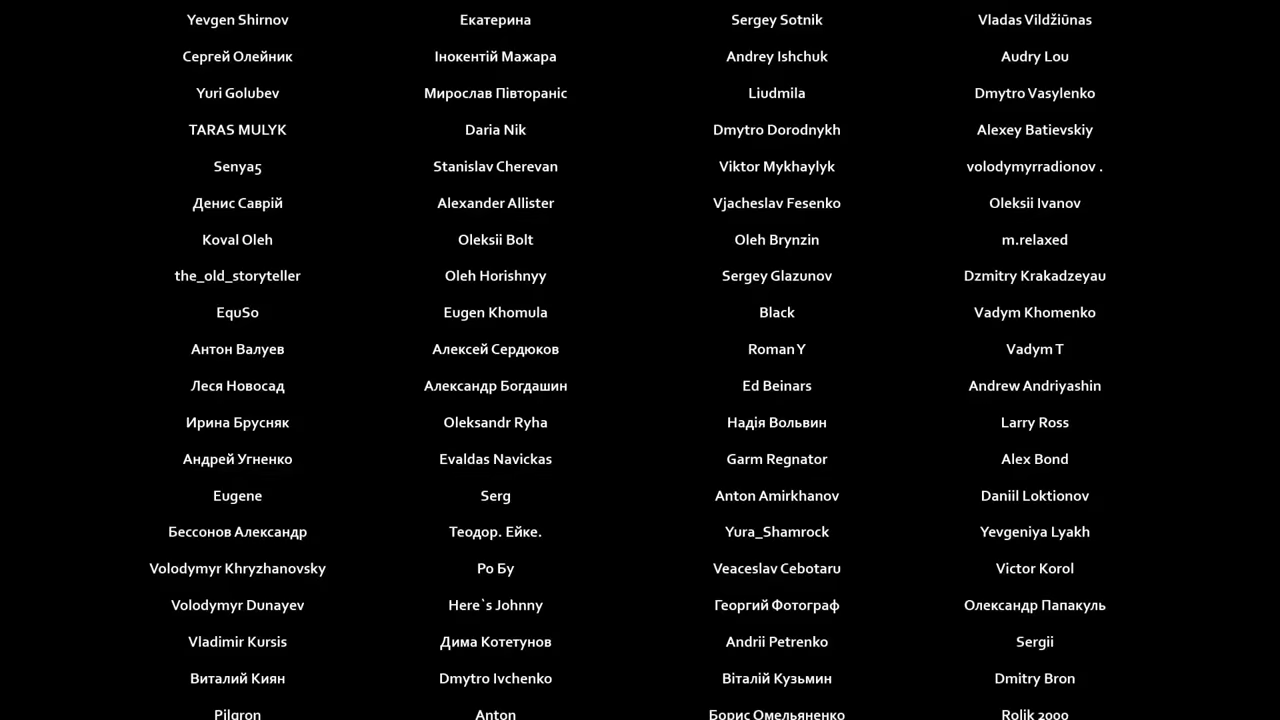 Yevgen Shirnov Екатерина Sergey Sotnik Vladas Vildžiūnas
Сергей Олейник Інокентій Мажара Andrey Ishchuk Audry Lou
Yuri Golubev Мирослав Півтораніс Liudmila Dmytro Vasylenko
TARAS MULYK Daria Nik Dmytro Dorodnykh Alexey Batievskiy
Senya5 Stanislav Cherevan Viktor Mykhaylyk volodymyrradionov .
Денис Саврій Alexander Allister Vjacheslav Fesenko Oleksii Ivanov
Koval Oleh Oleksii Bolt Oleh Brynzin m.relaxed
the_old_storyteller Oleh Horishnyy Sergey Glazunov Dzmitry Krakadzeyau
EquSo Eugen Khomula Black Vadym Khomenko
Антон Валуев Алексей Сердюков Roman Y Vadym T
Леся Новосад Александр Богдашин Ed Beinars Andrew Andriyashin
Ирина Брусняк Oleksandr Ryha Надія Вольвин Larry Ross
Андрей Угненко Evaldas Navickas Garm Regnator Alex Bond
Eugene Serg Anton Amirkhanov Daniil Loktionov
Бессонов Александр Теодор. Ейке. Yura_Shamrock Yevgeniya Lyakh
Volodymyr Khryzhanovsky Ро Бу Veaceslav Cebotaru Victor Korol
Volodymyr Dunayev Here`s Johnny Георгий Фотограф Олександр Папакуль
Vladimir Kursis Дима Котетунов Andrii Petrenko Sergii
Виталий Киян Dmytro Ivchenko Віталій Кузьмин Dmitry Bron
Pilgron Anton Борис Омельяненко Rolik 2000